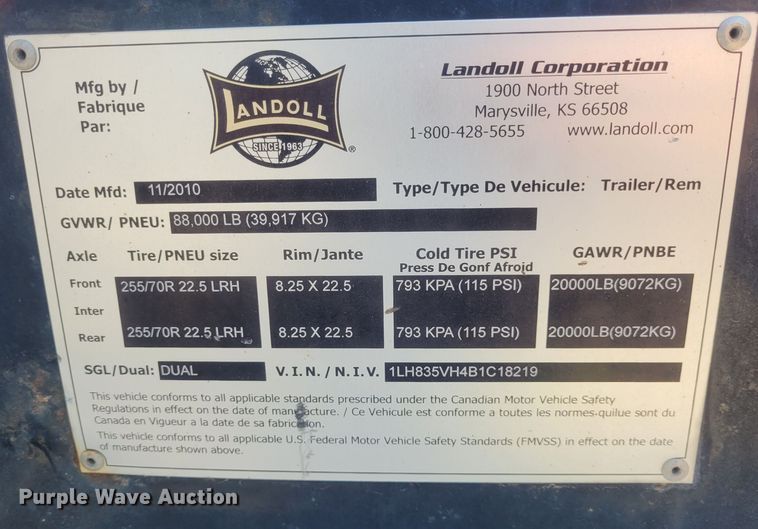 Mfg by /
Fabrique
Par:
LANDOLL
SINCE 1963
®
Landoll Corporation
1900 North Street
Marysville, KS 66508
1-800-428-5655 www.landoll.com
Date Mfd: 11/2010 Type/Type De Vehicule: Trailer/Rem
GVWR/ PNEU: 88,000 LB (39,917 KG)
Axle Tire/PNEU size Rim/Jante Cold Tire PSI GAWR/PNBE
Press De Gonf Afroid
Front 255/70R 22.5 LRH 8.25 X 22.5 793 KPA (115 PSI) 20000LB(9072KG)
Inter
Rear 255/70R 22.5 LRH 8.25 X 22.5 793 KPA (115 PSI) 20000LB(9072KG)
SGL/Dual: DUAL V.I.N./N.I.V. 1LH835VH4B1C18219
This vehicle conforms to all applicable standards prescribed under the Canadian Motor Vehicle Safety
Regulations in effect on the date of manufacture. / Ce Vehicule est conforme a toutes les normes-quilue sont du
Canada en Vigueur a la date de sa fabrication.
This vehicle conforms to all applicable U.S. Federal Motor Vehicle Safety Standards (FMVSS) in effect on the date
of manufacture shown above.
Purple Wave Auction